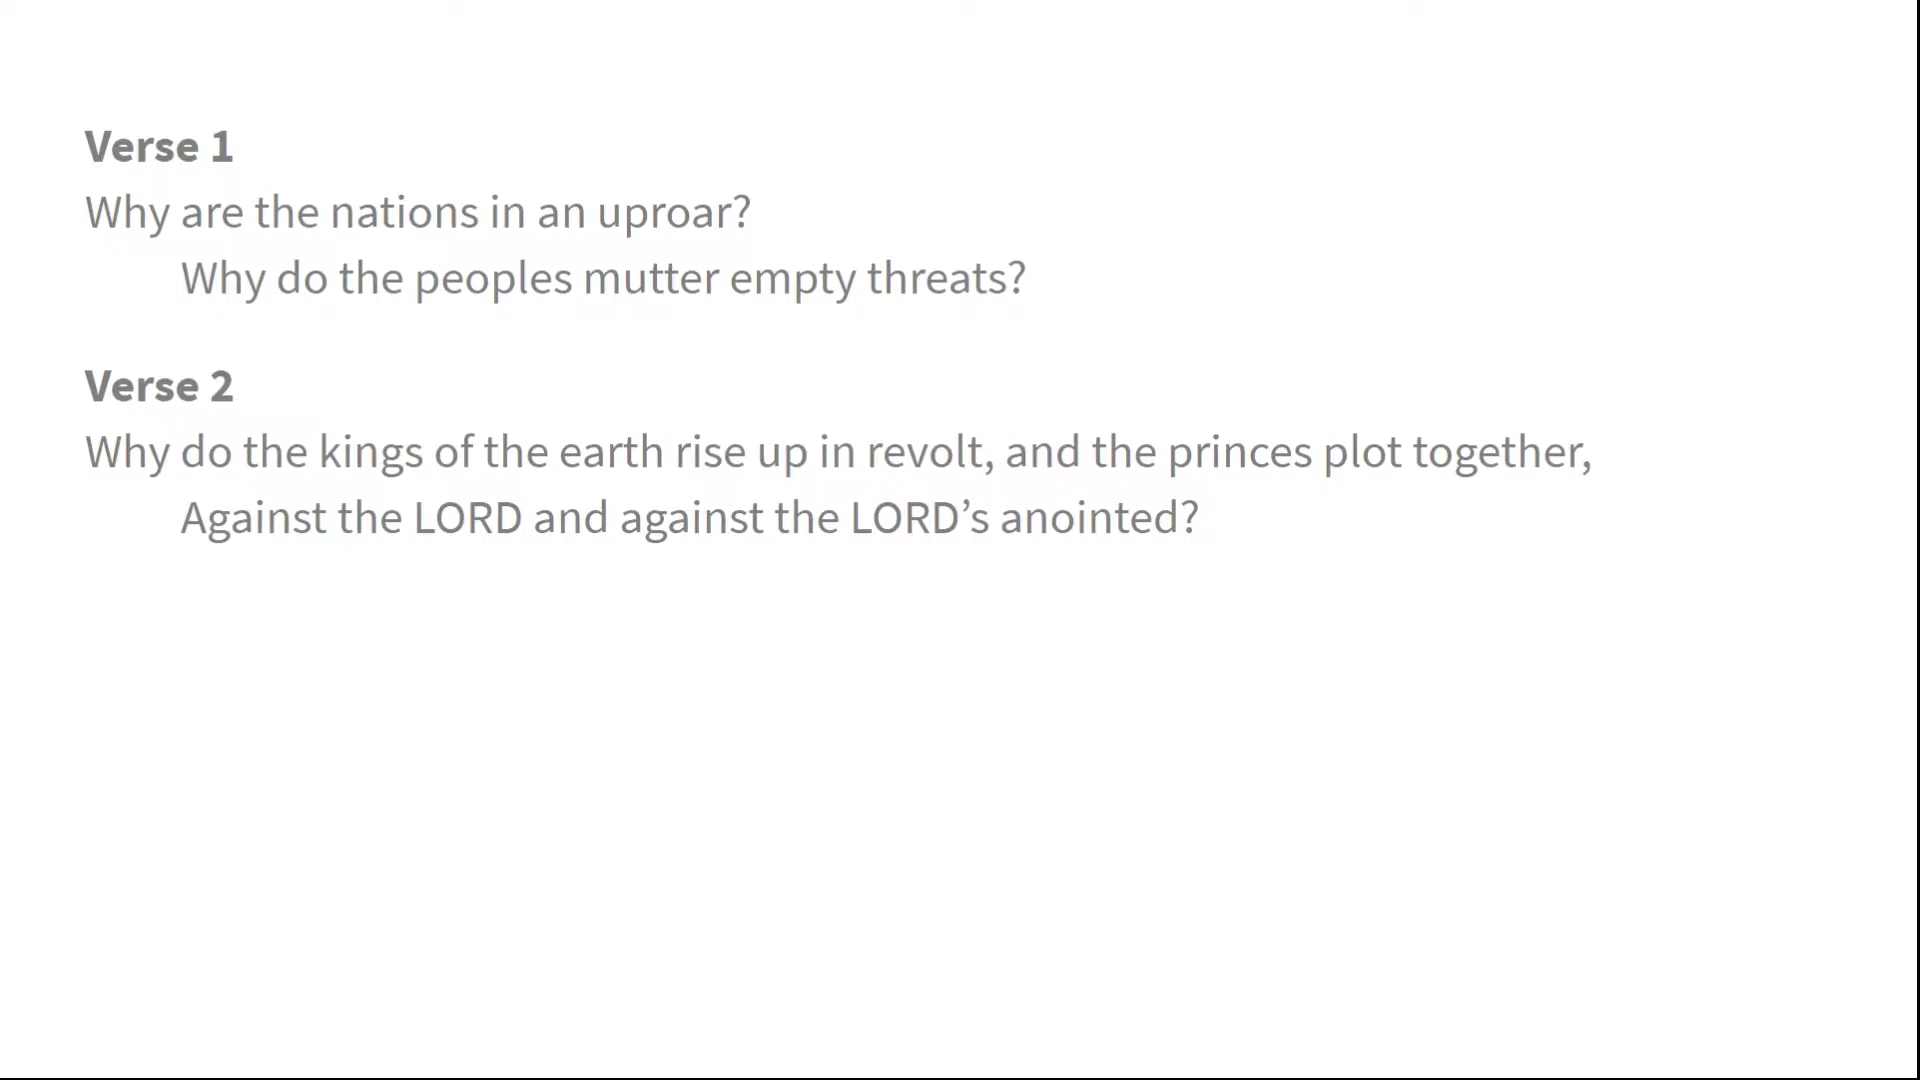 Verse 1
Why are the nations in an uproar?
Why do the peoples mutter empty threats?
Verse 2
Why do the kings of the earth rise up in revolt, and the princes plot together,
Against the LORD and against the LORD’s anointed?